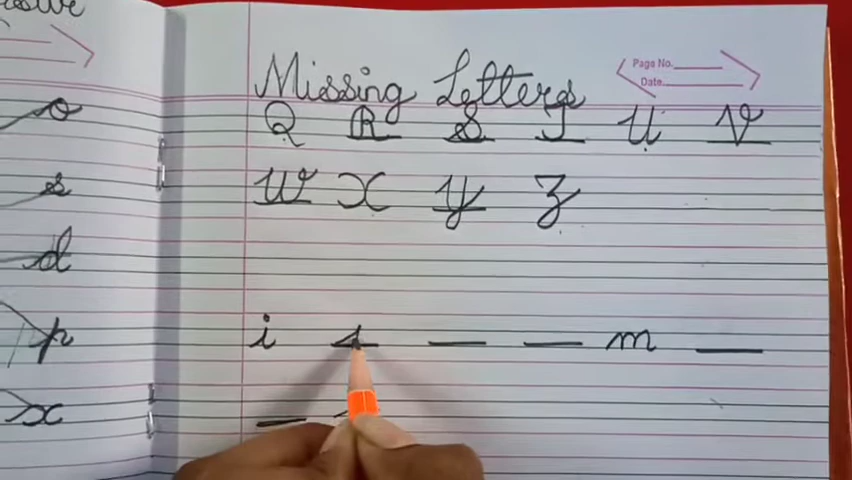 Missing Letters
Page No.
Date
Q R S T U V
W X Y Z
i m
o
s
d
p
x